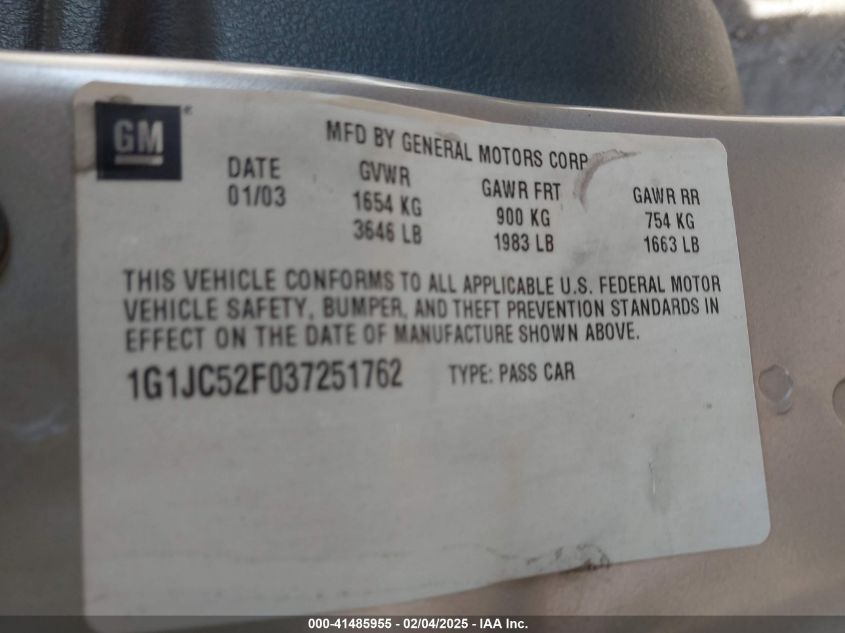 GM®
MFD BY GENERAL MOTORS CORP
DATE GVWR GAWR FRT GAWR RR
01/03 1654 KG 900 KG 754 KG
3646 LB 1983 LB 1663 LB
THIS VEHICLE CONFORMS TO ALL APPLICABLE U.S. FEDERAL MOTOR
VEHICLE SAFETY, BUMPER, AND THEFT PREVENTION STANDARDS IN
EFFECT ON THE DATE OF MANUFACTURE SHOWN ABOVE.
1G1JC52F037251762 TYPE: PASS CAR
000-41485955 - 02/04/2025 - IAA Inc.